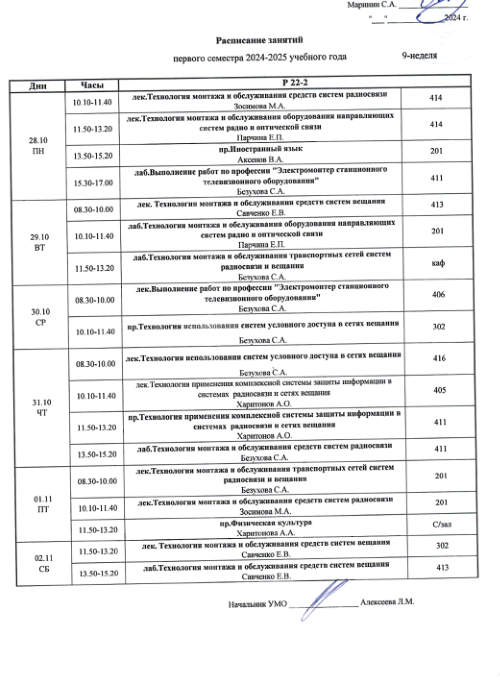 Маринин С.А.
"___"____________2024 г.
Расписание занятий
первого семестра 2024-2025 учебного года 9-неделя
Дни Часы Р 22-2
28.10
ПН
10.10-11.40 лек.Технология монтажа и обслуживания средств систем радиосвязи 414
Зосимова М.А.
11.50-13.20 лек.Технология монтажа и обслуживания оборудования направляющих 414
систем радио и оптической связи
Парчина Е.П.
13.50-15.20 пр.Иностранный язык 201
Аксенов В.А.
15.30-17.00 лаб.Выполнение работ по профессии "Электромонтер станционного 411
телевизионного оборудования"
Безухова С.А.
29.10
ВТ
08.30-10.00 лек. Технология монтажа и обслуживания средств систем вещания 413
Савченко Е.В.
10.10-11.40 лаб.Технология монтажа и обслуживания оборудования направляющих 201
систем радио и оптической связи
Парчина Е.П.
11.50-13.20 лаб.Технология монтажа и обслуживания транспортных сетей систем каф
радиосвязи и вещания
Безухова С.А.
30.10
СР
08.30-10.00 лек.Выполнение работ по профессии "Электромонтер станционного 406
телевизионного оборудования"
Безухова С.А.
10.10-11.40 пр.Технология использования систем условного доступа в сетях вещания 302
Безухова С.А.
31.10
ЧТ
08.30-10.00 лек.Технология использования систем условного доступа в сетях вещания 416
Безухова С.А.
10.10-11.40 лек.Технология применения комплексной системы защиты информации в 405
системах радиосвязи и сетях вещания
Харитонов А.О.
11.50-13.20 пр.Технология применения комплексной системы защиты информации в 411
системах радиосвязи и сетях вещания
Харитонов А.О.
13.50-15.20 лаб.Технология монтажа и обслуживания средств систем радиосвязи 411
Безухова С.А.
01.11
ПТ
08.30-10.00 лек.Технология монтажа и обслуживания транспортных сетей систем 201
радиосвязи и вещания
Безухова С.А.
10.10-11.40 лек.Технология монтажа и обслуживания средств систем радиосвязи 201
Зосимова М.А.
11.50-13.20 пр.Физическая культура С/зал
Харитонова А.А.
02.11
СБ
11.50-13.20 лек. Технология монтажа и обслуживания средств систем вещания 302
Савченко Е.В.
13.50-15.20 лаб.Технология монтажа и обслуживания средств систем вещания 413
Савченко Е.В.
Начальник УМО ______________ Алексеева Л.М.